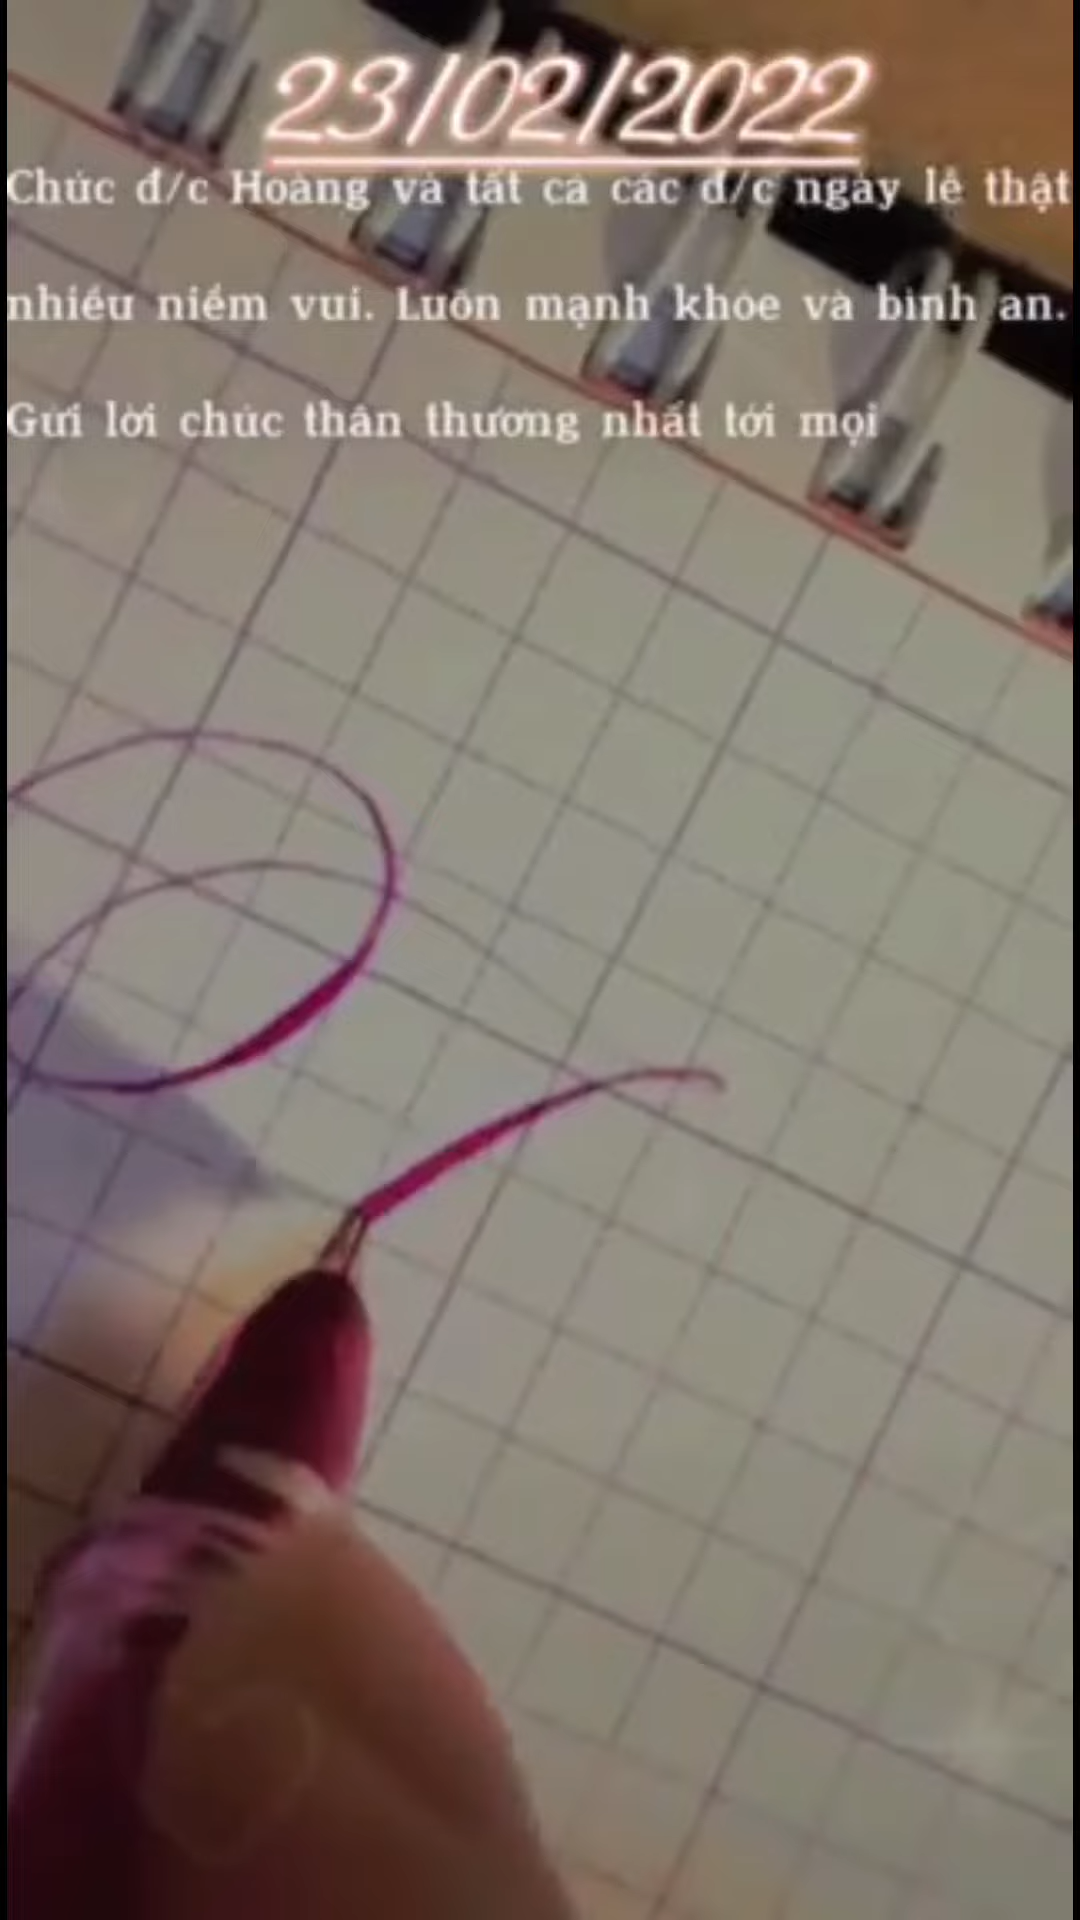 23/02/2022
Chúc đ/c Hoàng và tất cả các đ/c ngày lễ thật
nhiều niềm vui. Luôn mạnh khỏe và bình an.
Gửi lời chúc thân thương nhất tới mọi